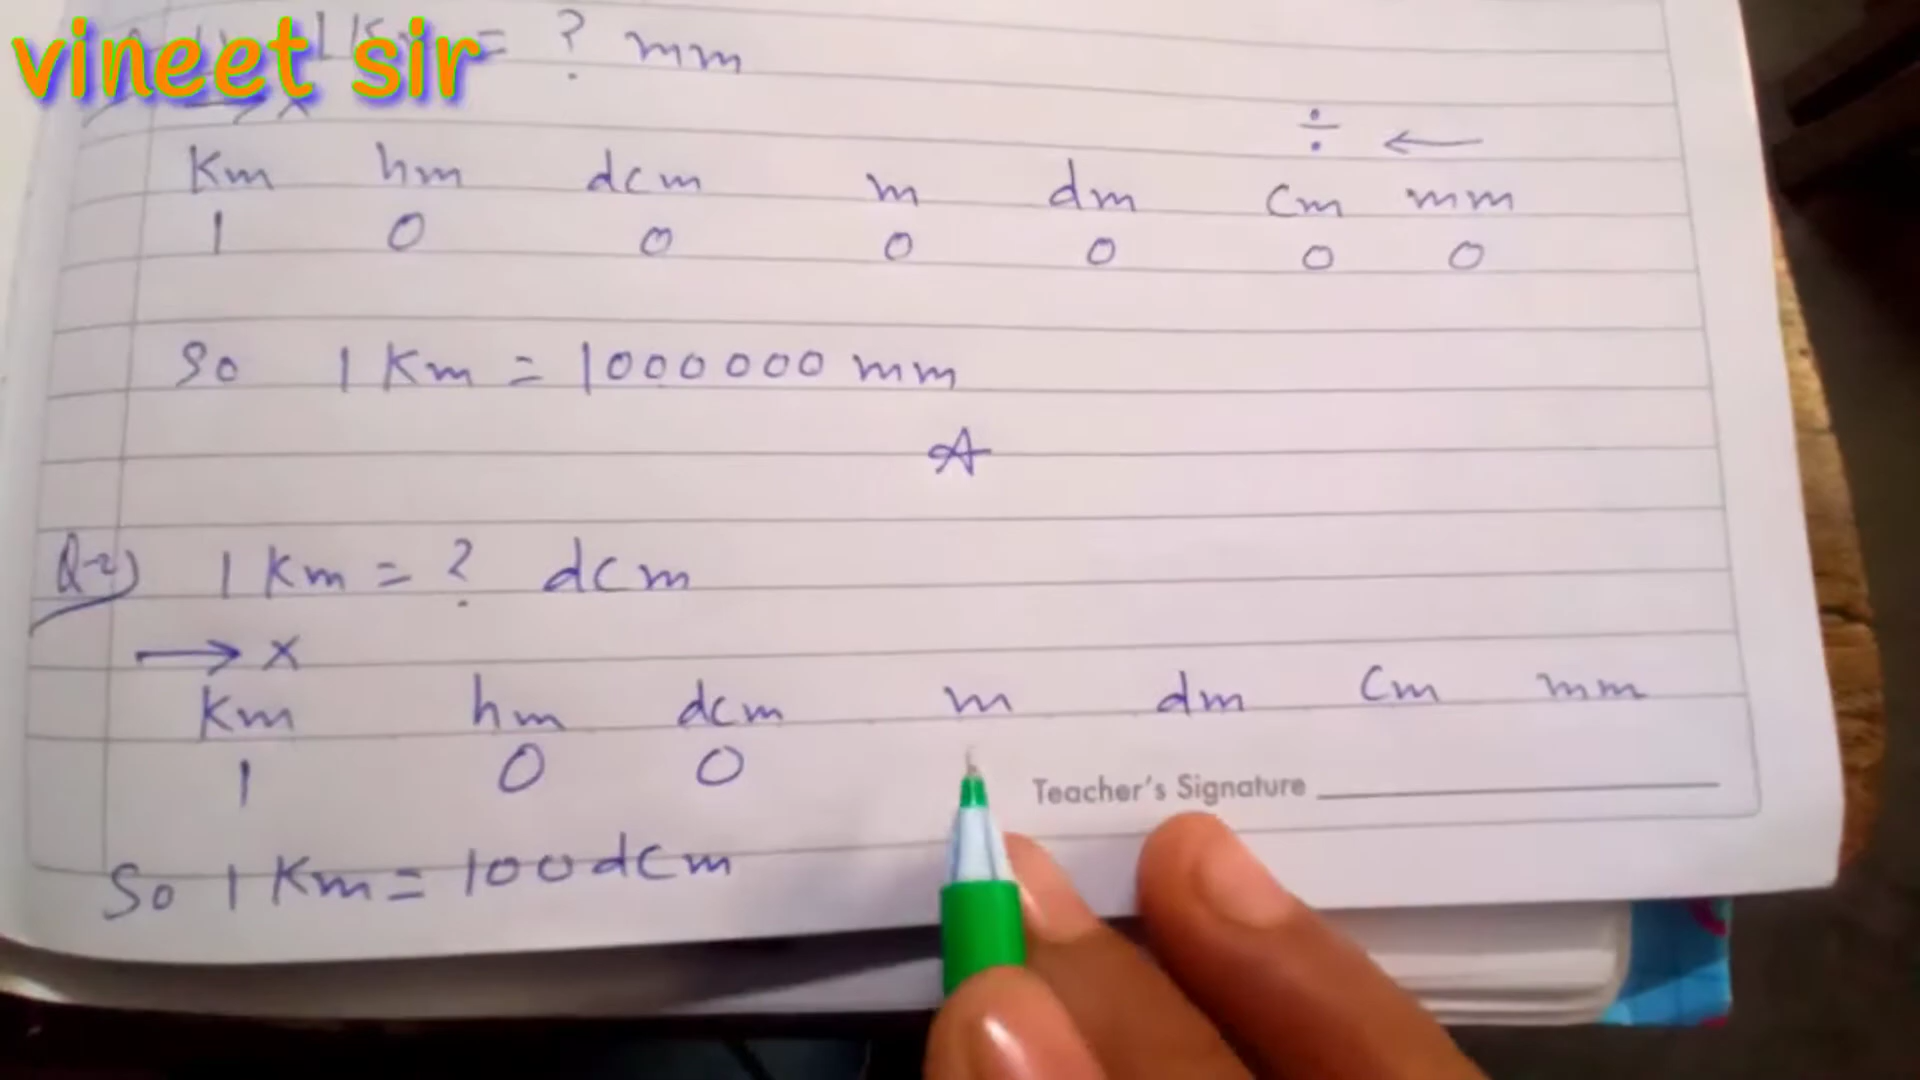 vineet sir
= ? mm
→ x
÷ ←
Km hm dcm m dm cm mm
1 0 0 0 0 0 0
So 1 Km = 1000000 mm
A
Q-2) 1 Km = ? dcm
→ x
Km hm dcm m dm cm mm
1 0 0
Teacher's Signature
So 1 Km = 100dcm